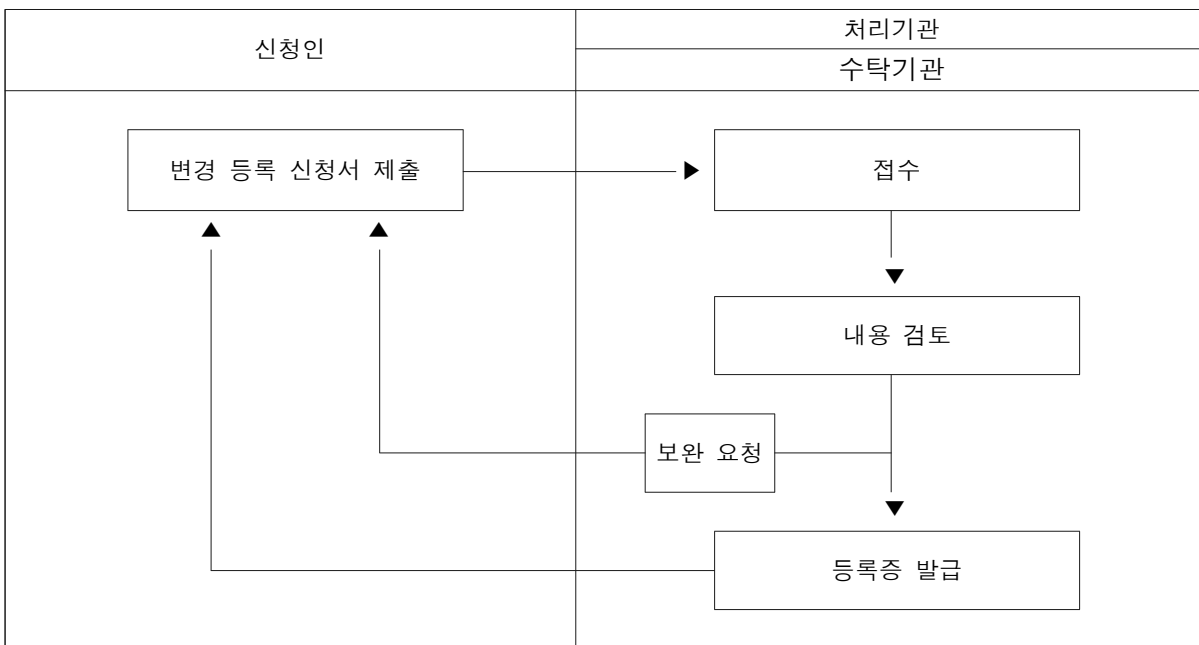 신청인
처리기관
수탁기관
변경 등록 신청서 제출
접수
내용 검토
보완 요청
등록증 발급